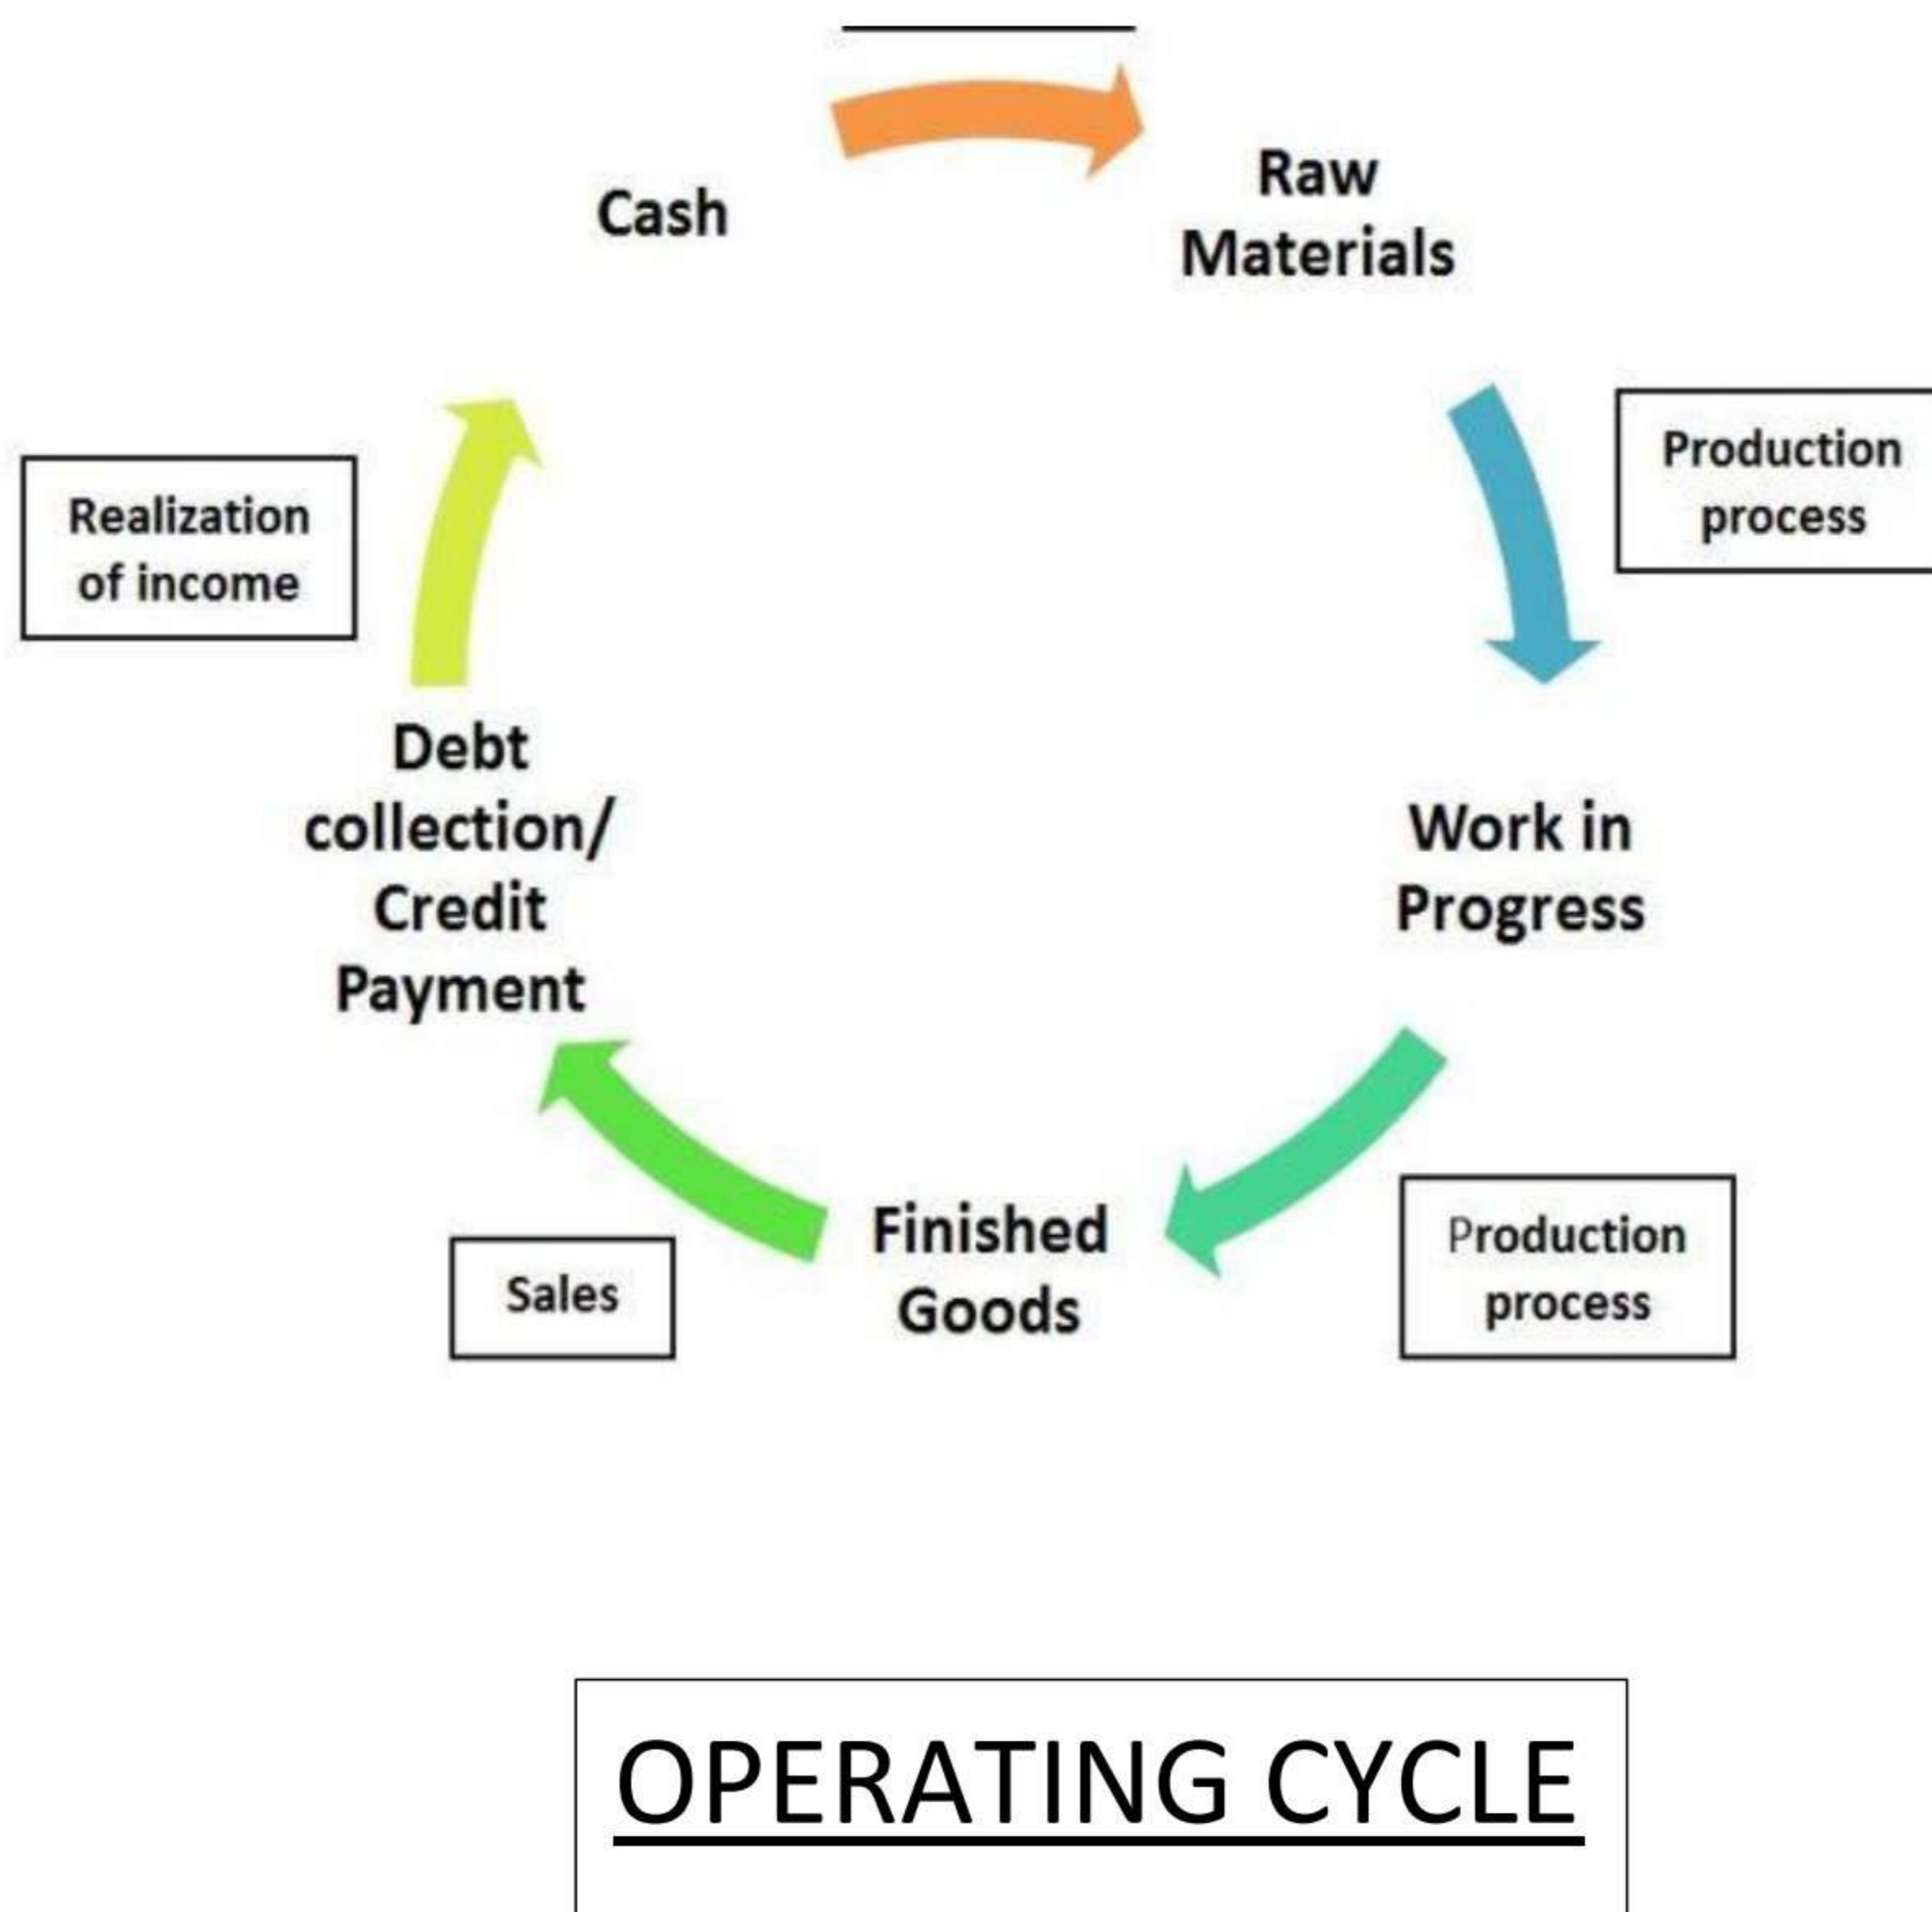 Cash
Raw
Materials
Production
process
Realization
of income
Debt
collection/
Credit
Payment
Work in
Progress
Finished
Goods
Production
process
Sales
OPERATING CYCLE